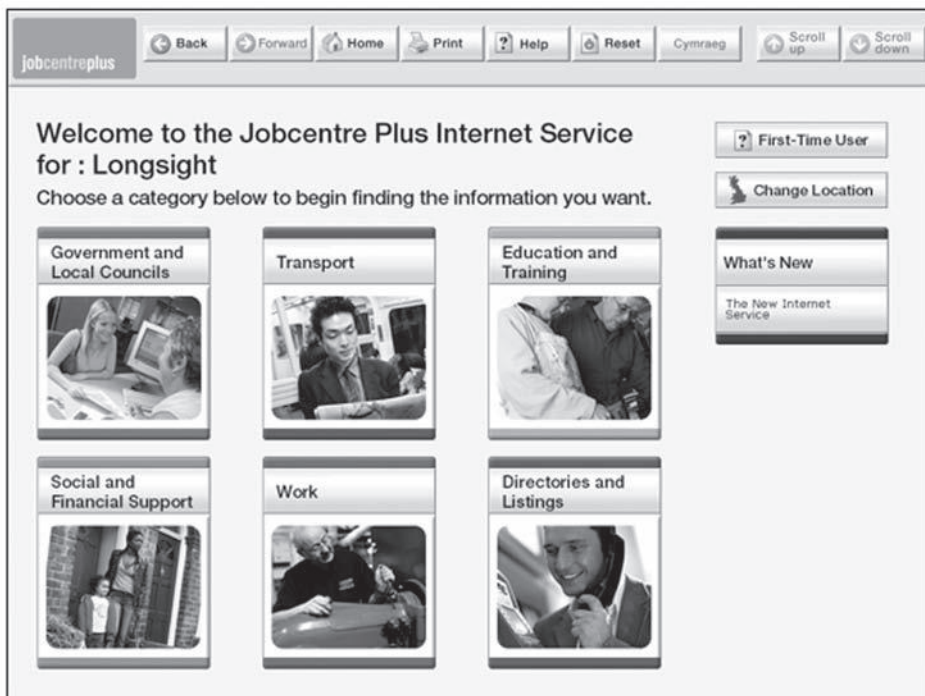 jobcentreplus
Back
Forward
Home
Print
? Help
Reset
Cymraeg
Scroll
up
Scroll
down
Welcome to the Jobcentre Plus Internet Service
for : Longsight
Choose a category below to begin finding the information you want.
? First-Time User
Change Location
Government and
Local Councils
Transport
Education and
Training
What's New
The New Internet
Service
Social and
Financial Support
Work
Directories and
Listings